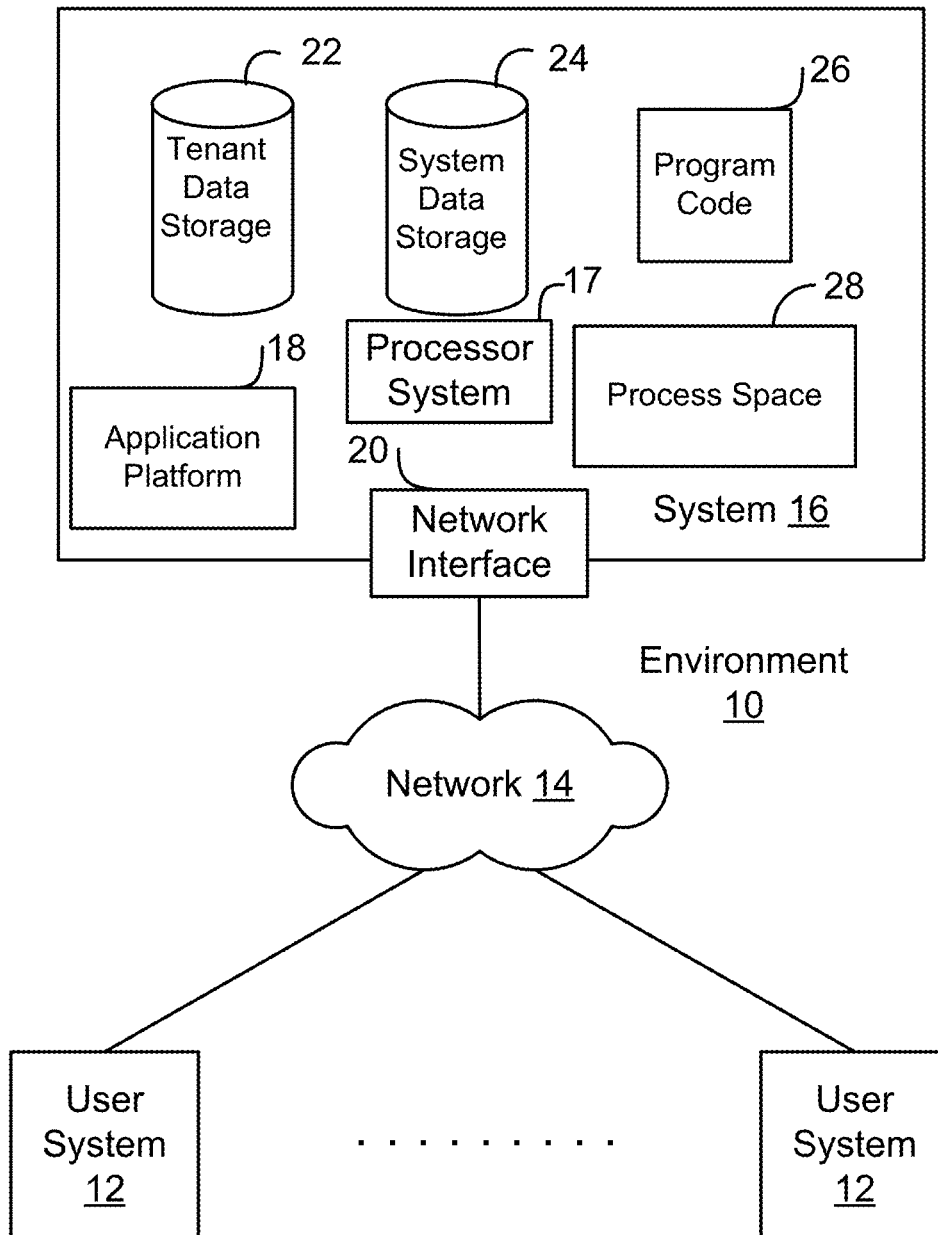 22
24
26
Tenant
Data
Storage
System
Data
Storage
Program
Code
17
28
18
Processor
System
Process Space
Application
Platform
20
Network
Interface
System 16
Environment
10
Network 14
User
System
12
. . . . . . . . .
User
System
12